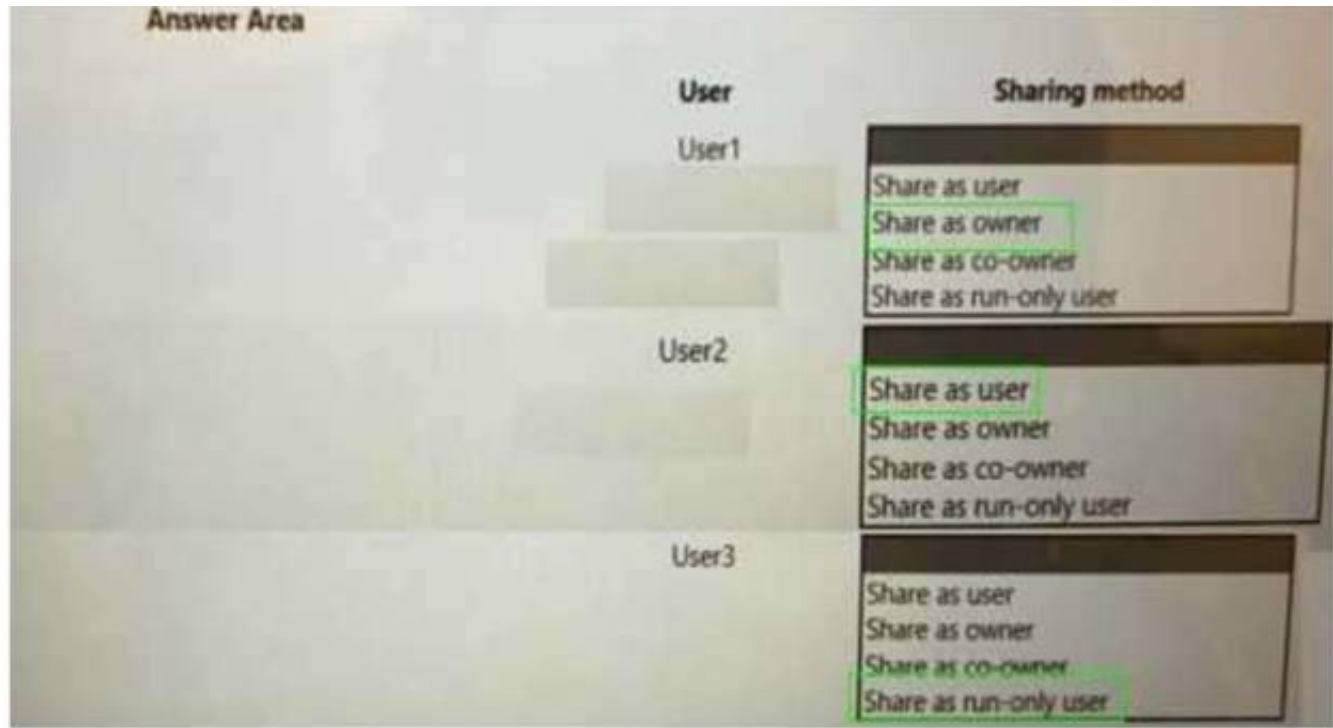 Answer Area
User Sharing method
User1
Share as user
Share as owner
Share as co-owner
Share as run-only user
User2
Share as user
Share as owner
Share as co-owner
Share as run-only user
User3
Share as user
Share as owner
Share as co-owner
Share as run-only user